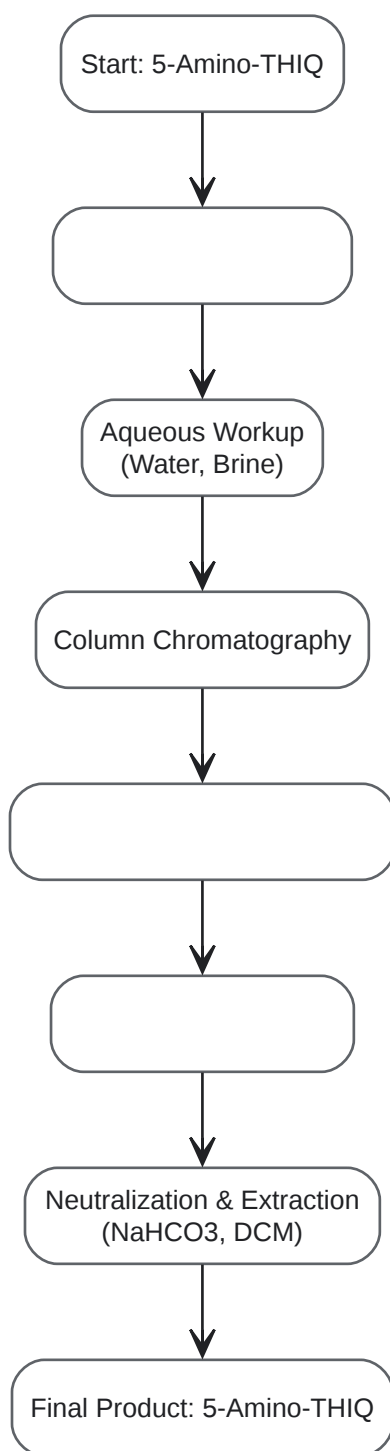 Start: 5-Amino-THIQ
Aqueous Workup
(Water, Brine)
Column Chromatography
Neutralization & Extraction
(NaHCO3, DCM)
Final Product: 5-Amino-THIQ